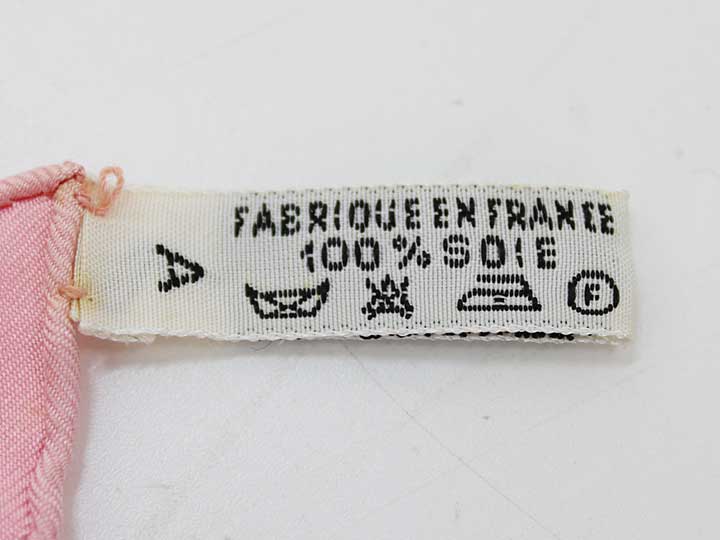 FABRIQUE EN FRANCE
100 % SOIE
A
F